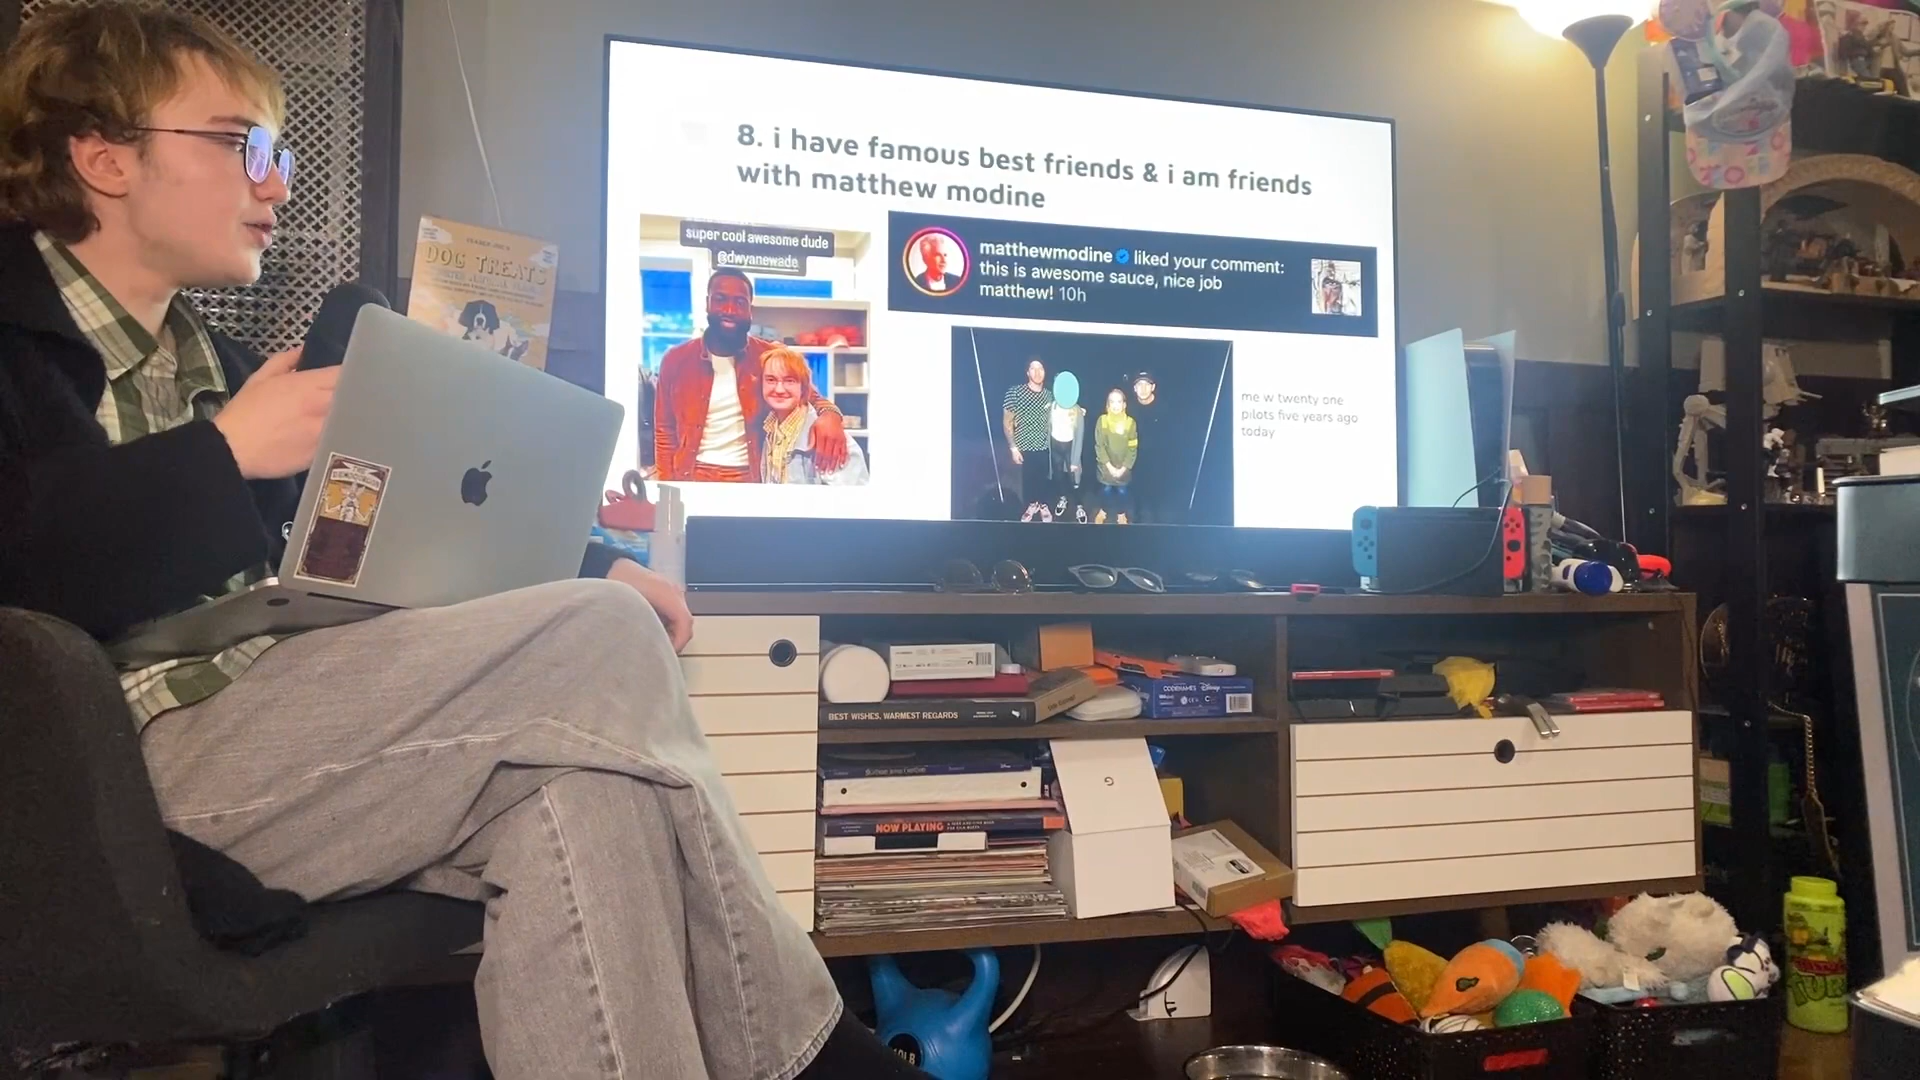 8. i have famous best friends & i am friends
with matthew modine
super cool awesome dude
@dwyanewade
matthewmodine liked your comment:
this is awesome sauce, nice job
matthew! 10h
me w twenty one
pilots five years ago
today
DOG TREATS
BEST WISHES, WARMEST REGARDS
CODENAMES Disney
NOW PLAYING
G